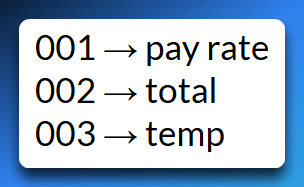 001 → pay rate
002 → total
003 → temp